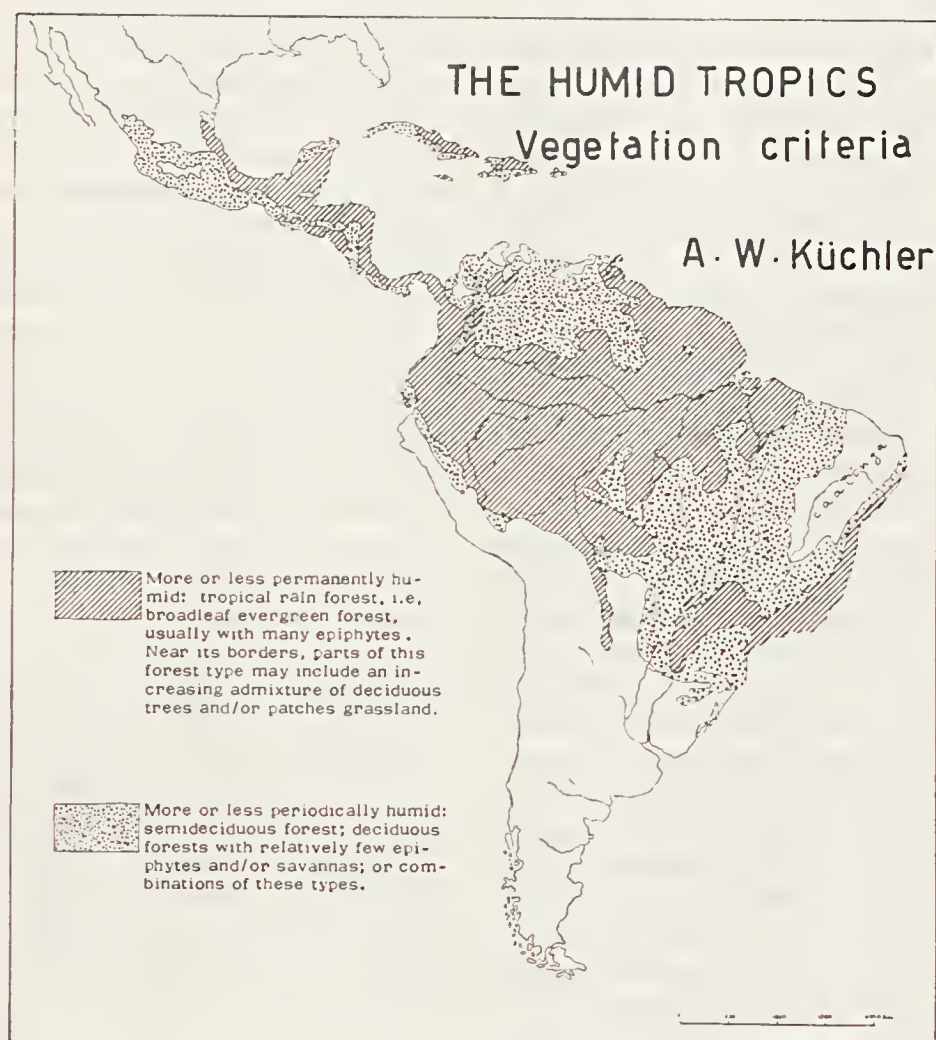 THE HUMID TROPICS
Vegetation criteria
A. W. Küchler
caatinga
More or less permanently hu-
mid: tropical rain forest, i.e,
broadleaf evergreen forest,
usually with many epiphytes.
Near its borders, parts of this
forest type may include an in-
creasing admixture of deciduous
trees and/or patches grassland.
More or less periodically humid:
semideciduous forest; deciduous
forests with relatively few epi-
phytes and/or savannas; or com-
binations of these types.